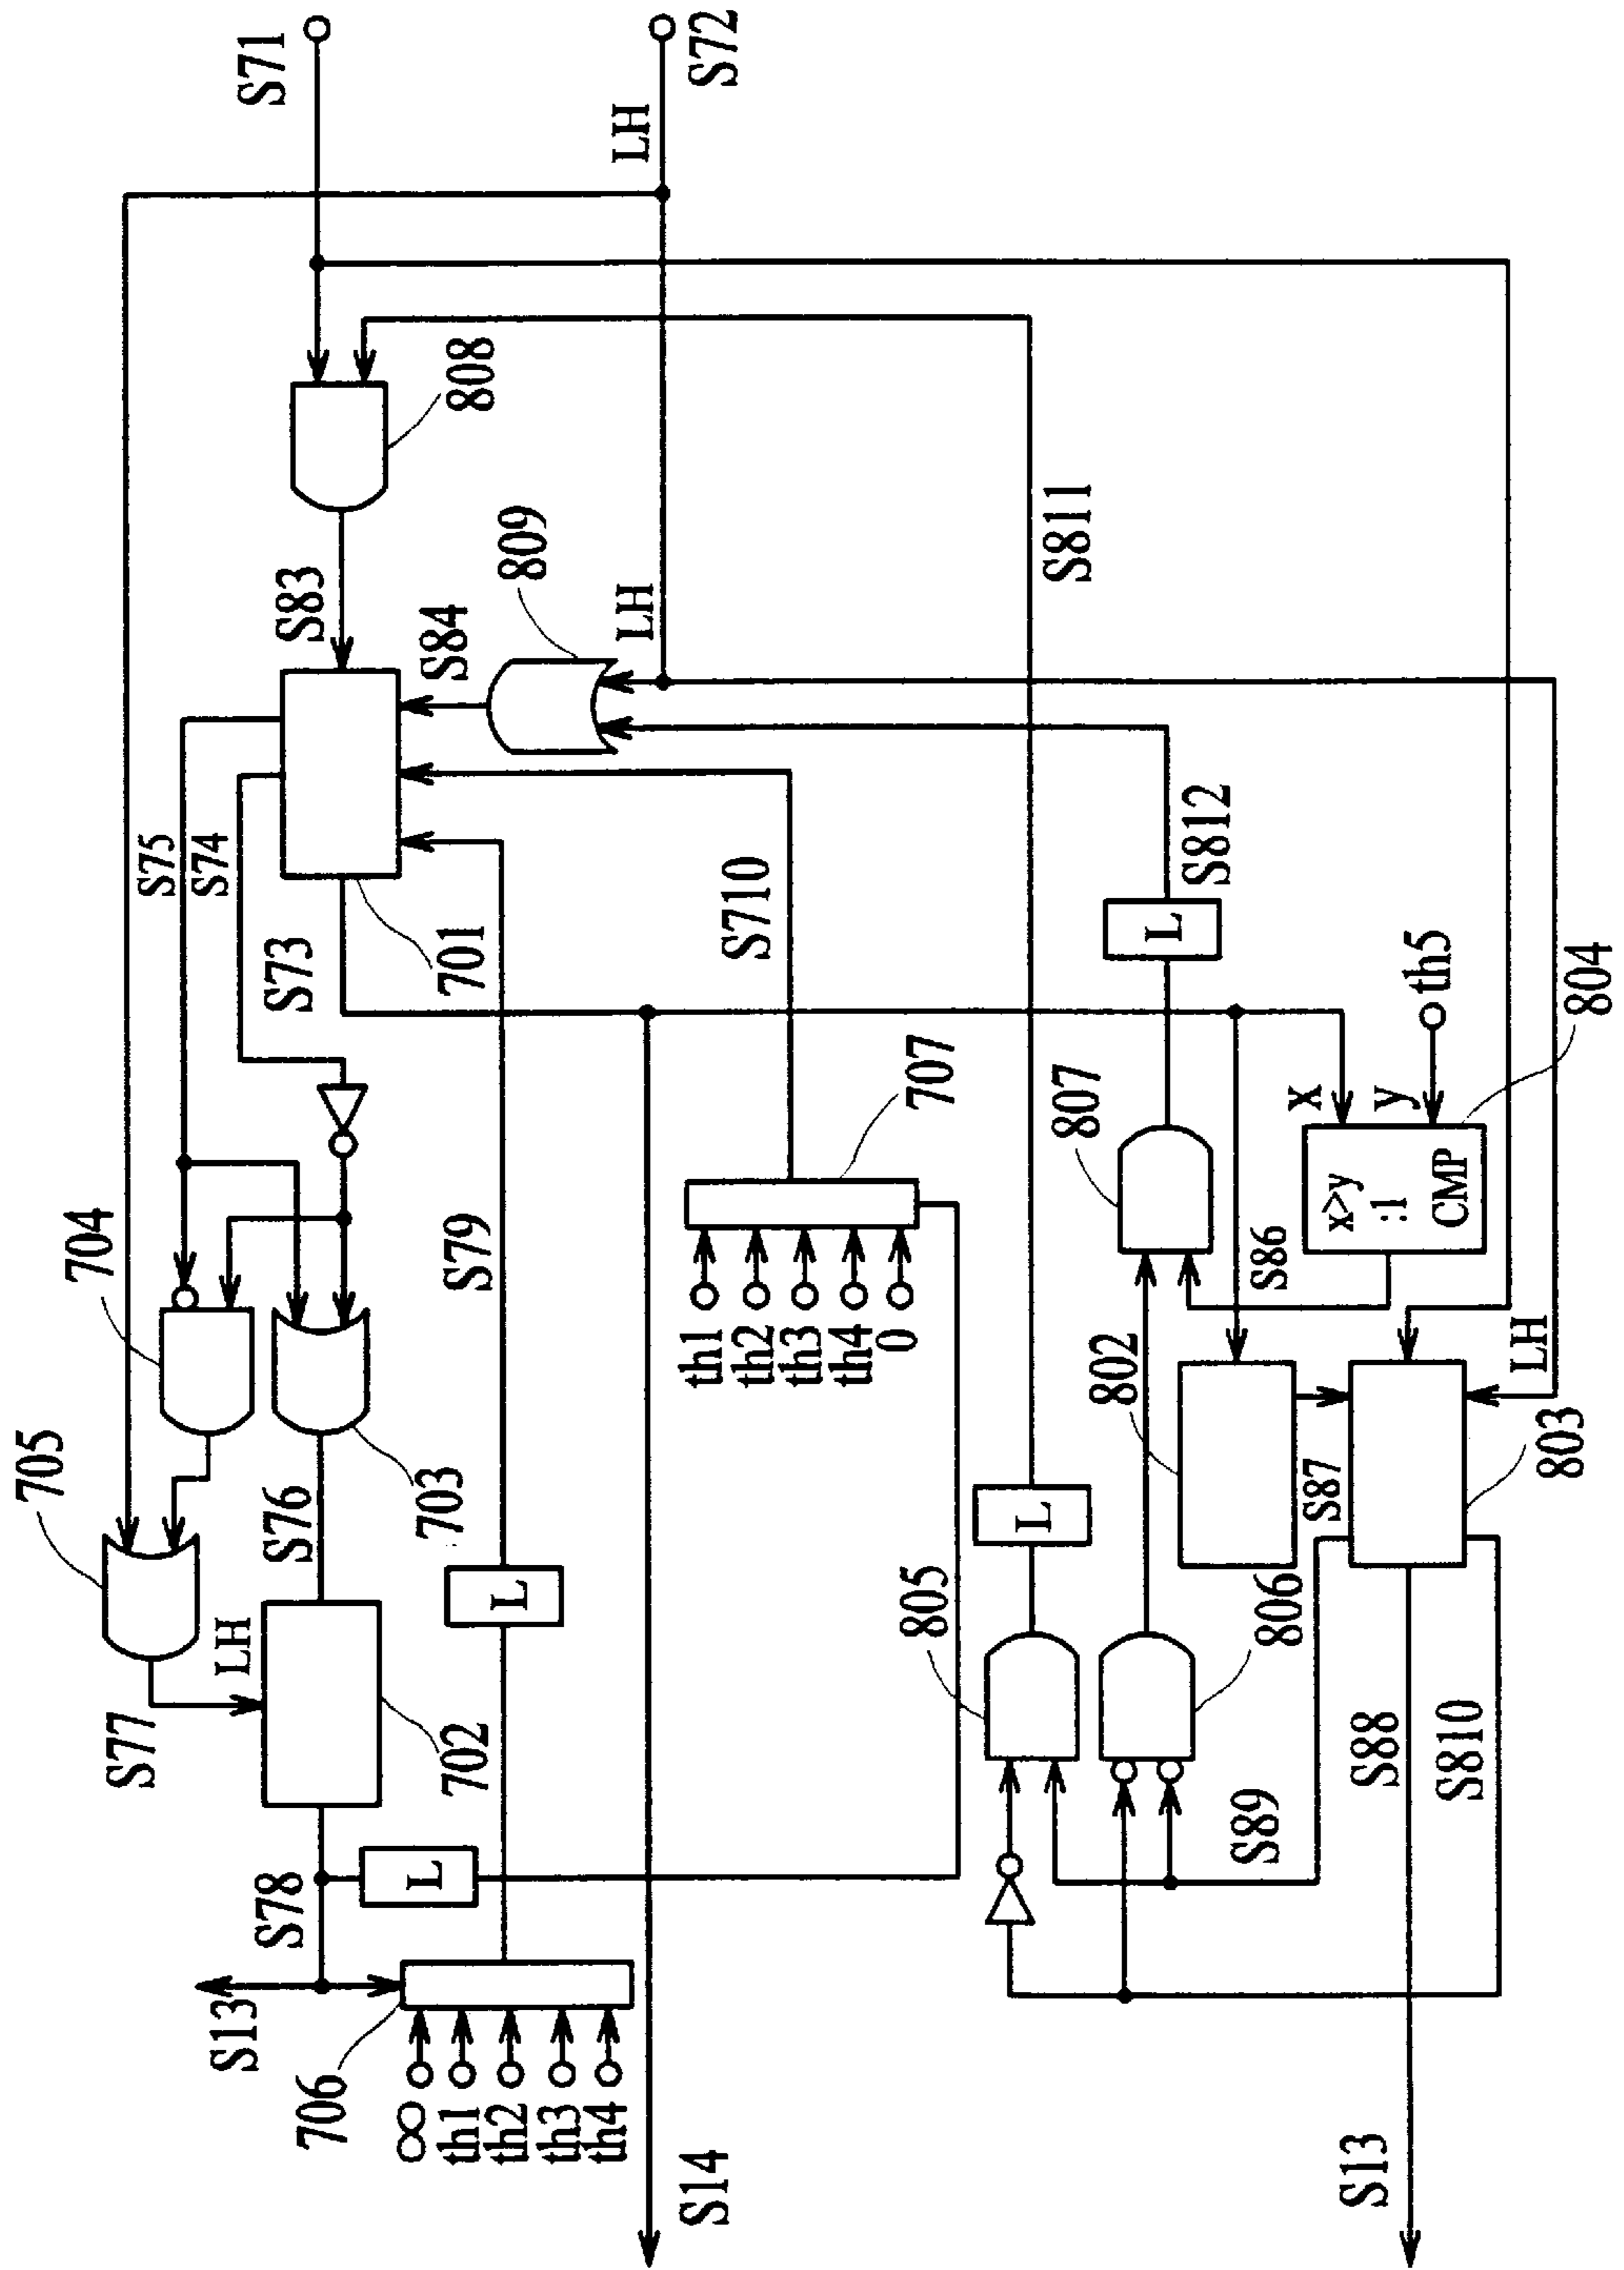 S71
S72
LH
808
S83
809
S84
LH
S811
S75
S74
S73
701
S710
S812
L
th5
804
707
807
x
y
x>y
:1
CMP
704
S79
th1
th2
th3
th4
0
S86
802
LH
705
S76
703
L
L
805
806
S87
803
S77
LH
702
S78
L
S89
S88
S810
S13
706
∞
th1
th2
th3
th4
S14
S13